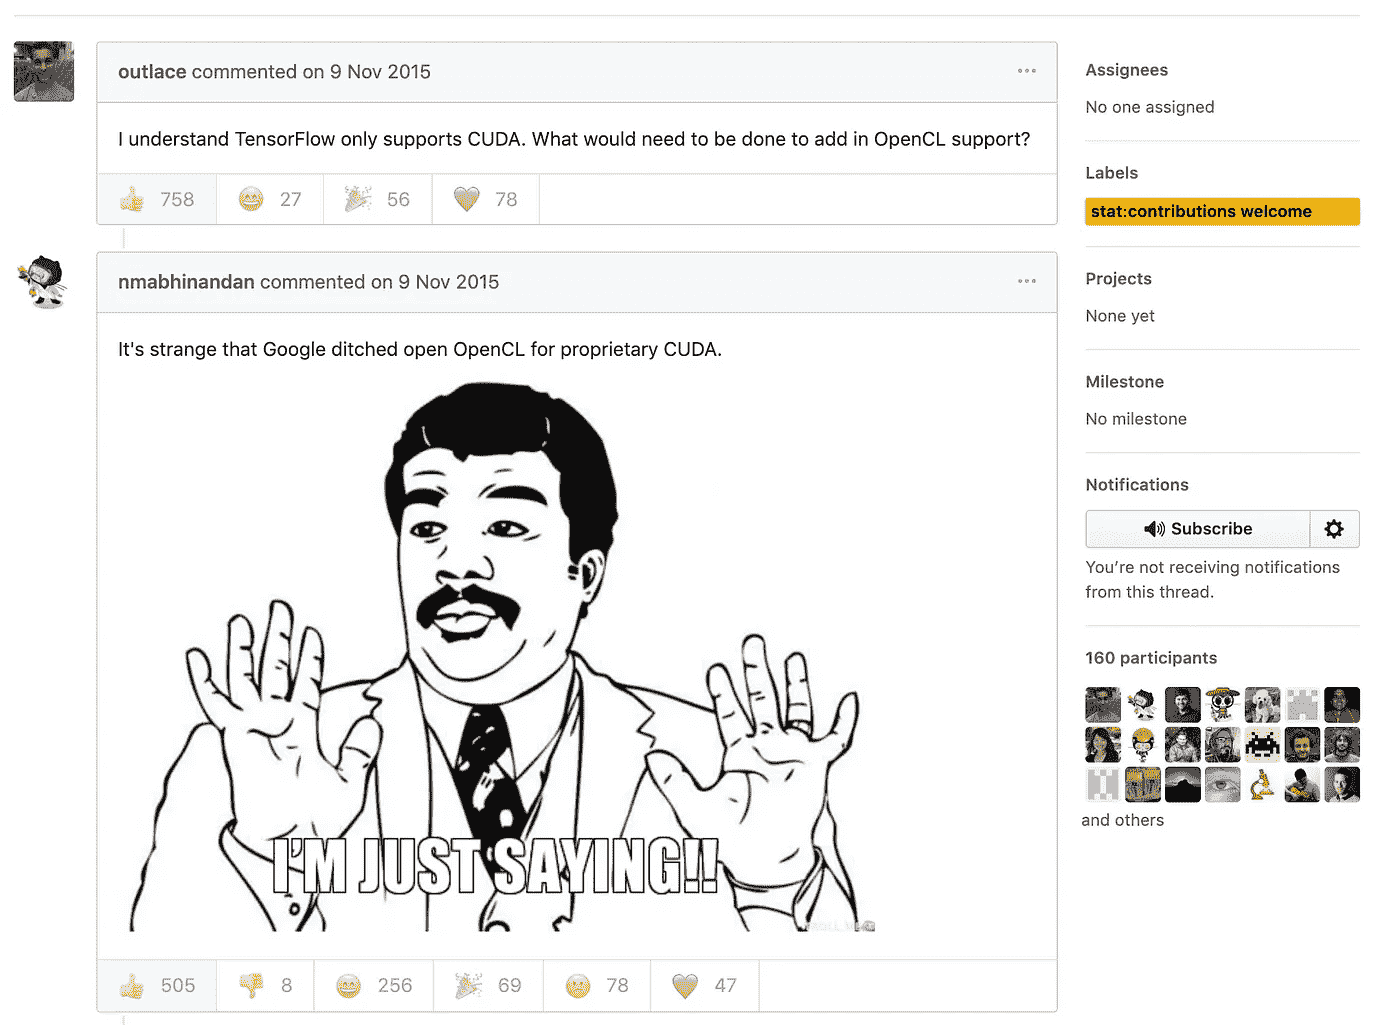 outlace commented on 9 Nov 2015
I understand TensorFlow only supports CUDA. What would need to be done to add in OpenCL support?
758 27 56 78
nmabhinandan commented on 9 Nov 2015
It's strange that Google ditched open OpenCL for proprietary CUDA.
I'M JUST SAYING!!
505 8 256 69 78 47
Assignees
No one assigned
Labels
stat:contributions welcome
Projects
None yet
Milestone
No milestone
Notifications
Subscribe
You’re not receiving notifications
from this thread.
160 participants
and others